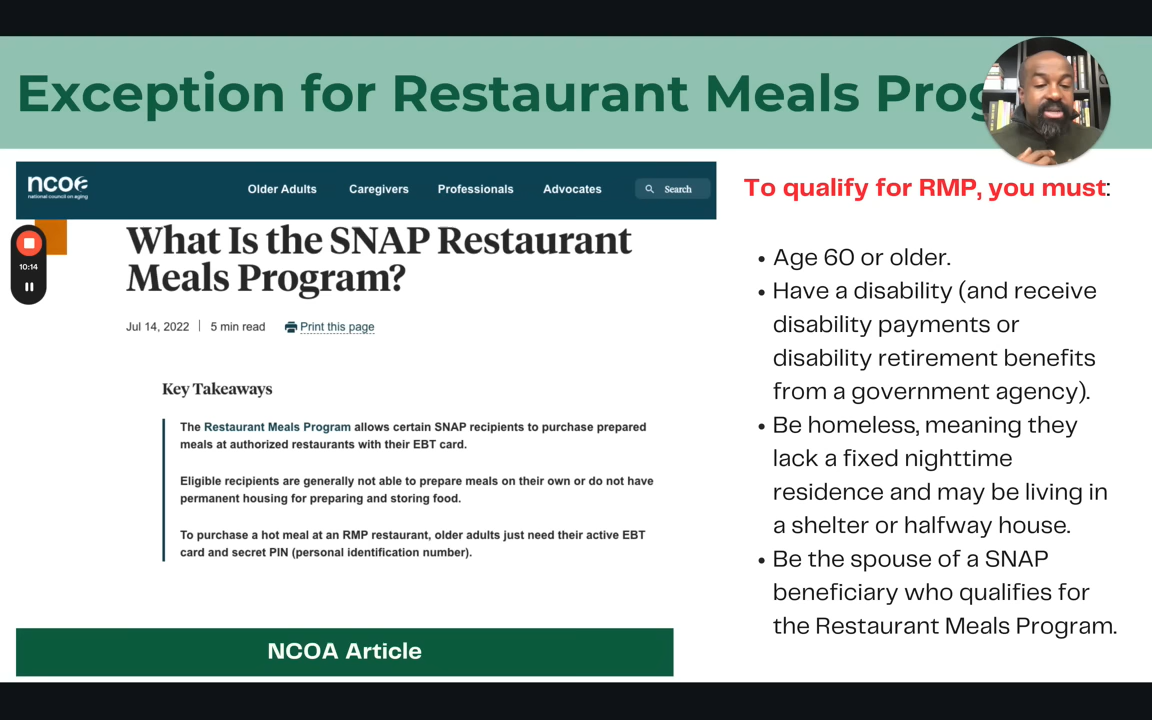 Exception for Restaurant Meals Prog
ncoa
national council on aging
Older Adults
Caregivers
Professionals
Advocates
Search
What Is the SNAP Restaurant
Meals Program?
10:14
Jul 14, 2022 | 5 min read
Print this page
Key Takeaways
The Restaurant Meals Program allows certain SNAP recipients to purchase prepared
meals at authorized restaurants with their EBT card.
Eligible recipients are generally not able to prepare meals on their own or do not have
permanent housing for preparing and storing food.
To purchase a hot meal at an RMP restaurant, older adults just need their active EBT
card and secret PIN (personal identification number).
NCOA Article
To qualify for RMP, you must:
• Age 60 or older.
• Have a disability (and receive
disability payments or
disability retirement benefits
from a government agency).
• Be homeless, meaning they
lack a fixed nighttime
residence and may be living in
a shelter or halfway house.
• Be the spouse of a SNAP
beneficiary who qualifies for
the Restaurant Meals Program.